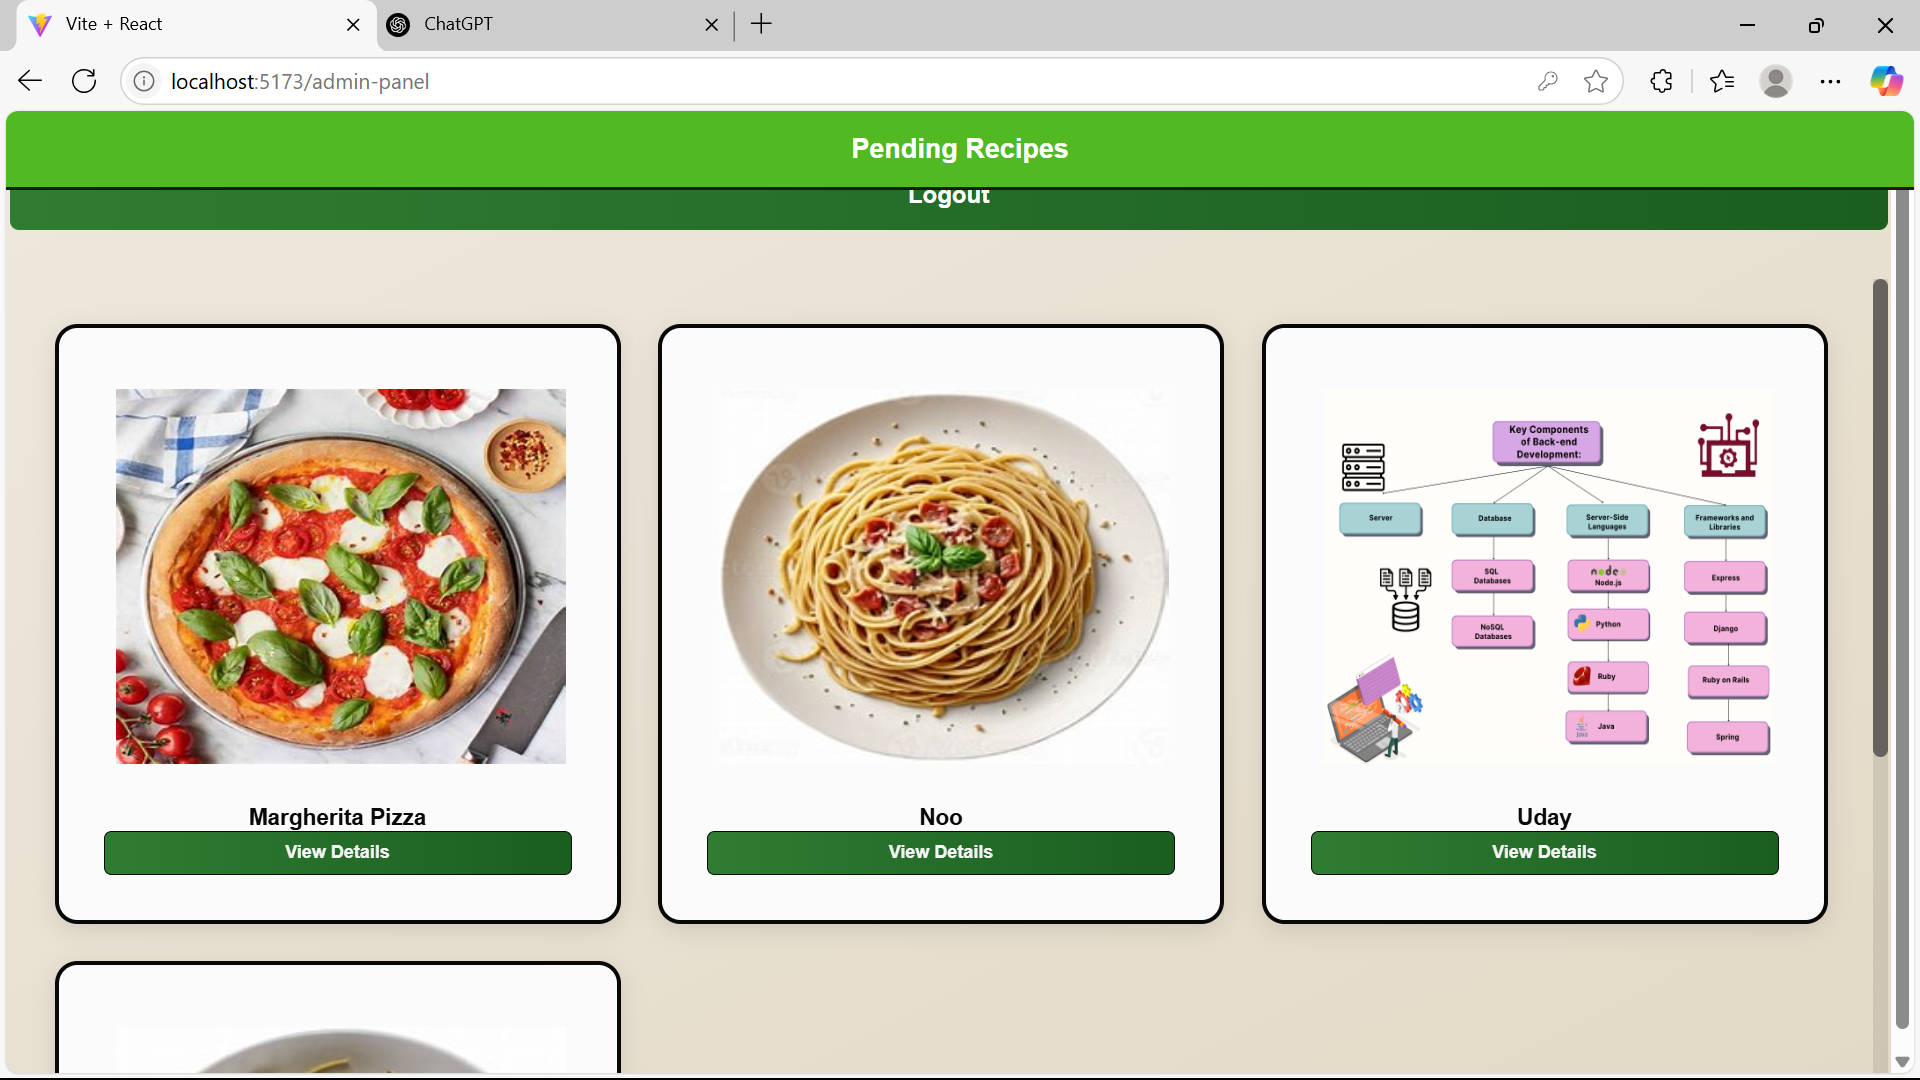 Vite + React
ChatGPT
localhost:5173/admin-panel
Pending Recipes
Logout
Key Components
of Back-end
Development:
Server
Database
Server-Side
Languages
Frameworks and
Libraries
SQL
Databases
node
Node.js
Express
NoSQL
Databases
Python
Django
Ruby
Ruby on Rails
Java
Java
Spring
Margherita Pizza
Noo
Uday
View Details
View Details
View Details